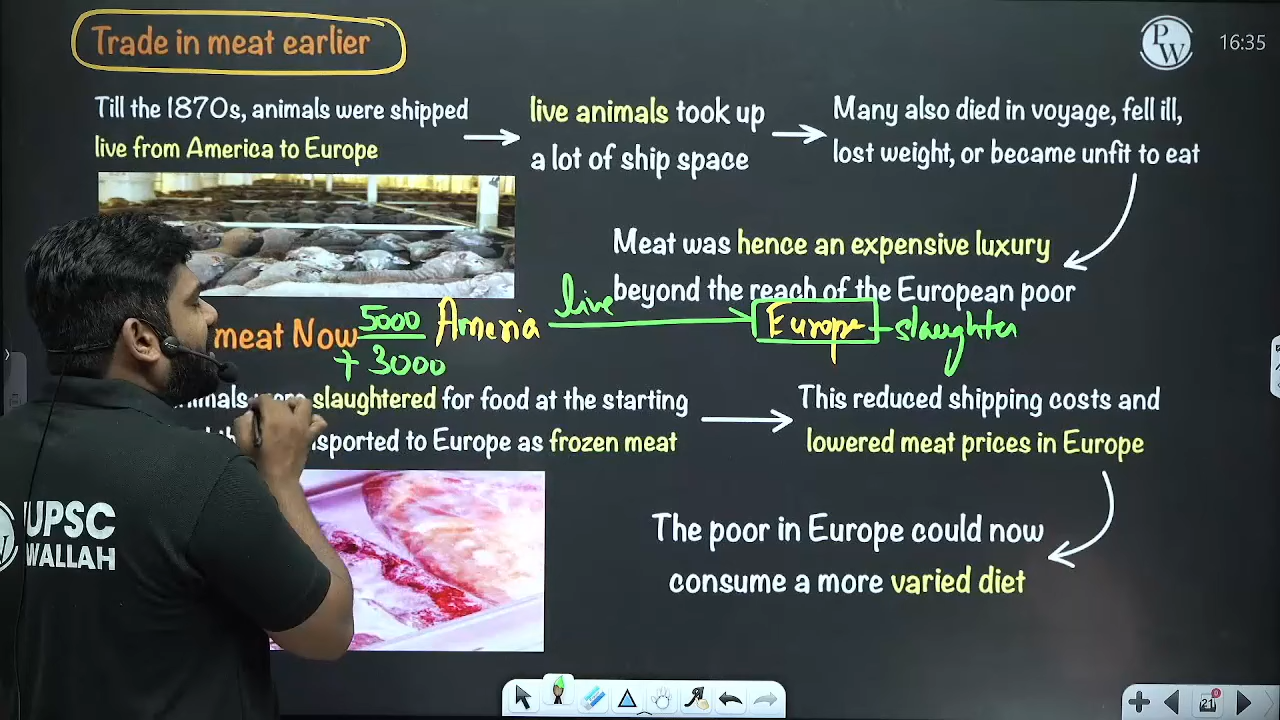 Trade in meat earlier
PW
16:35
Till the 1870s, animals were shipped
live from America to Europe
live animals took up
a lot of ship space
Many also died in voyage, fell ill,
lost weight, or became unfit to eat
Meat was hence an expensive luxury
beyond the reach of the European poor
meat Now
5000
+ 3000
Ameria
live
Europe
slaughter
slaughtered for food at the starting
to Europe as frozen meat
This reduced shipping costs and
lowered meat prices in Europe
The poor in Europe could now
consume a more varied diet
UPSC
WALLAH
21